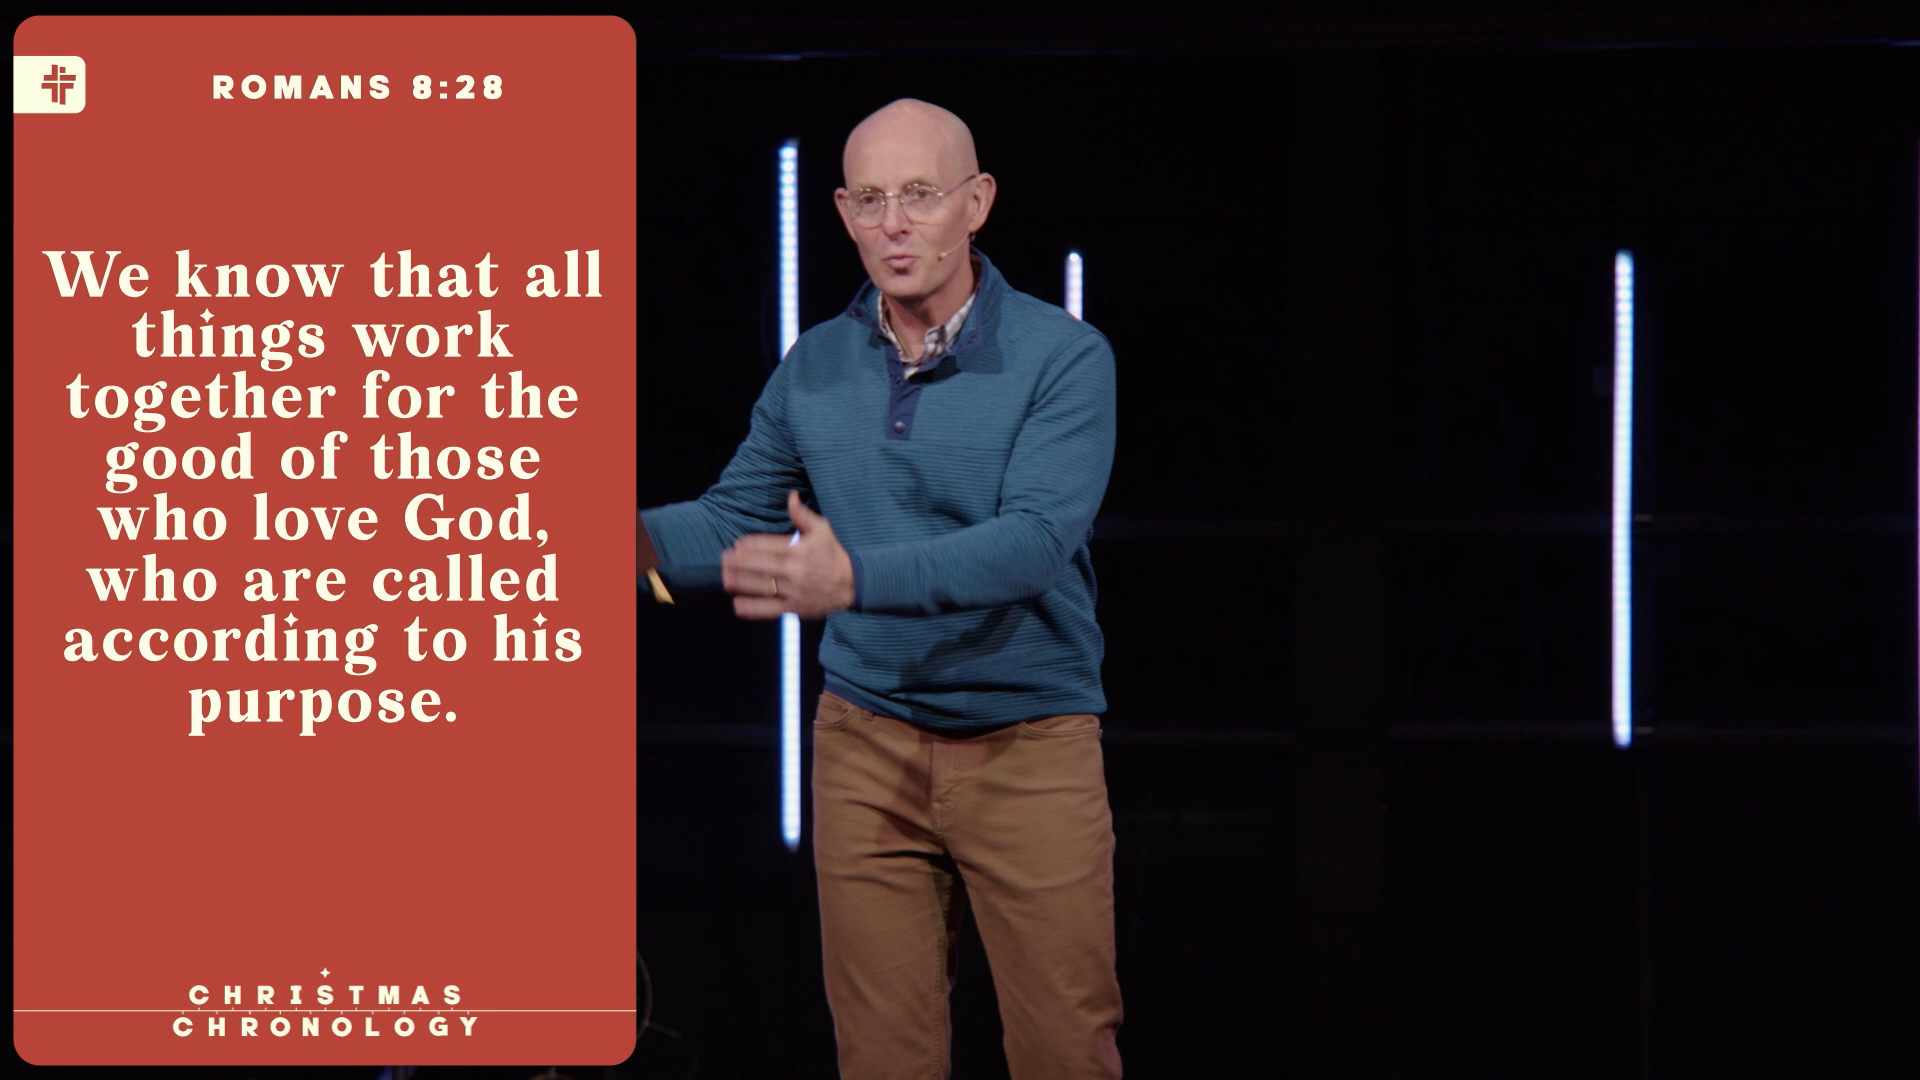 ROMANS 8:28
We know that all
things work
together for the
good of those
who love God,
who are called
according to his
purpose.
CHRISTMAS
CHRONOLOGY